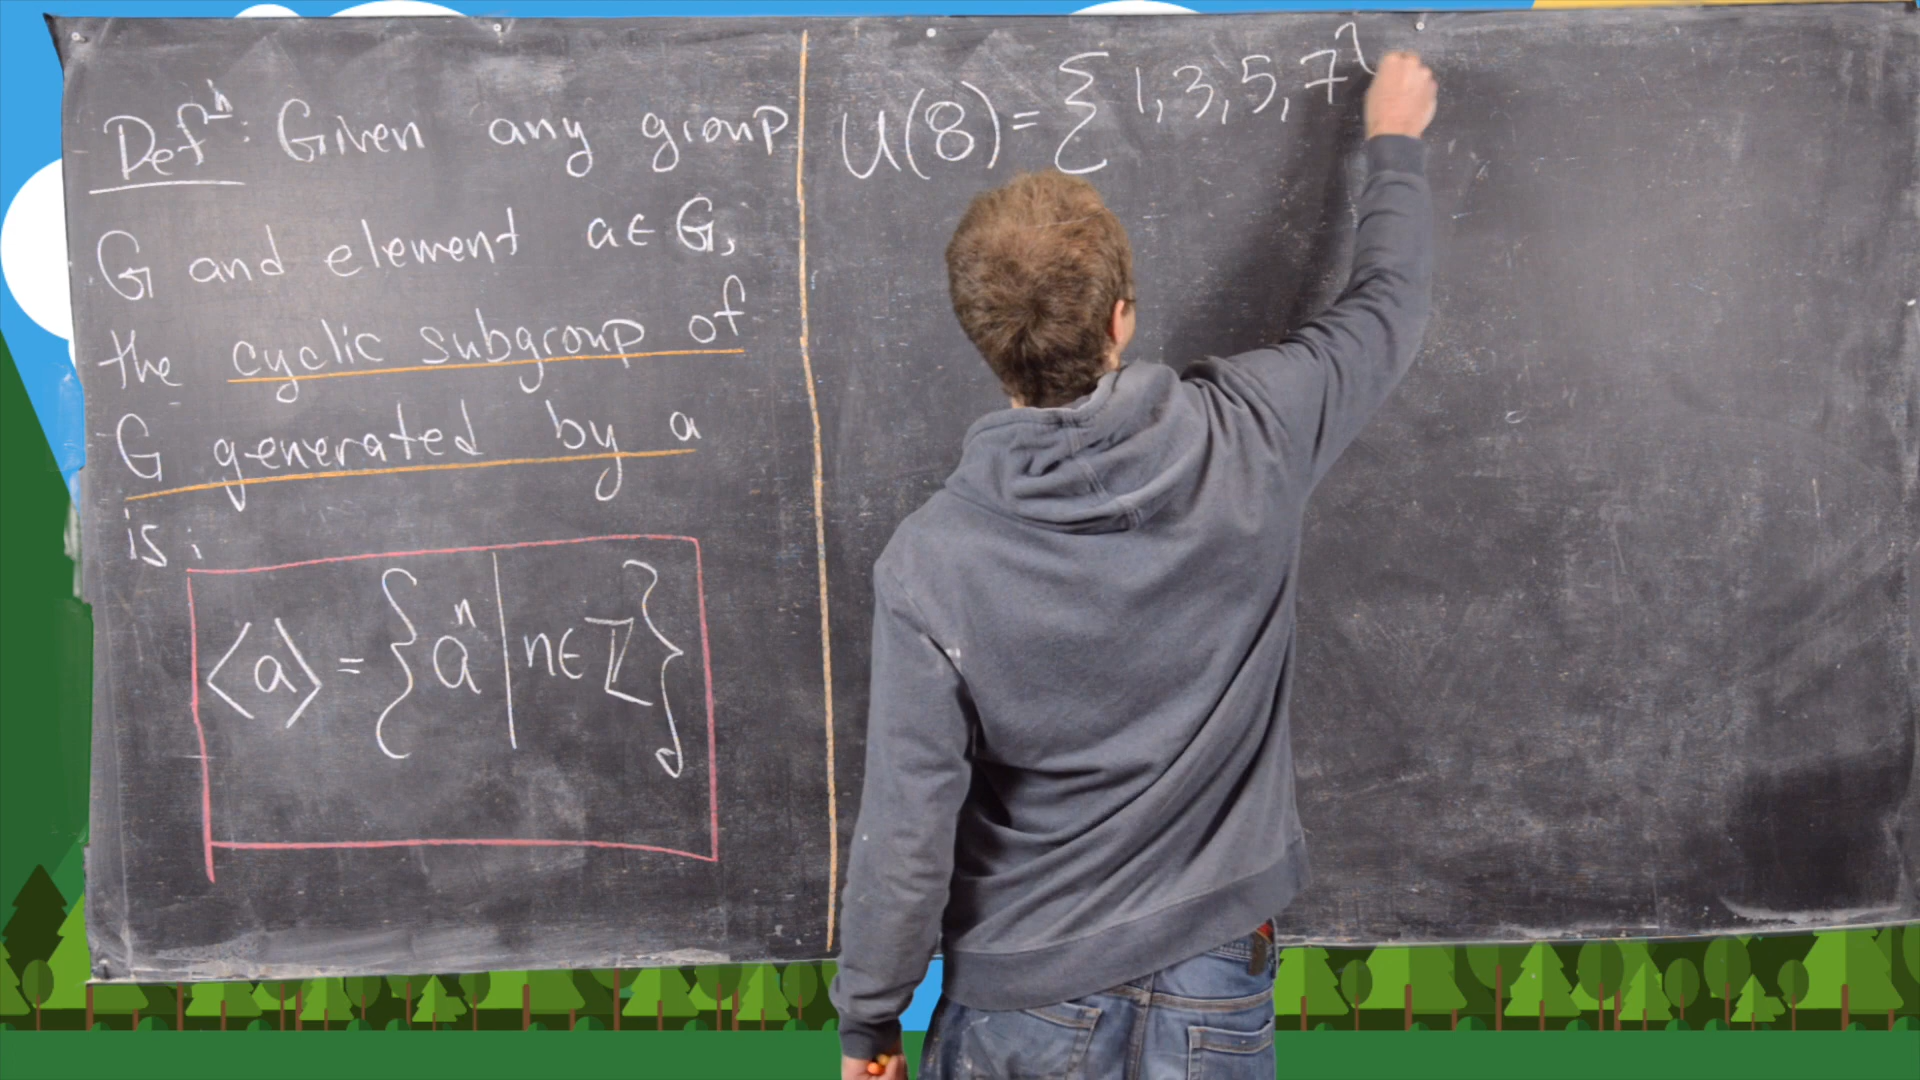 Defⁿ: Given any group
G and element a∈G,
the cyclic subgroup of
G generated by a
is:
⟨a⟩ = {aⁿ | n∈ℤ}
U(8) = {1,3,5,7}